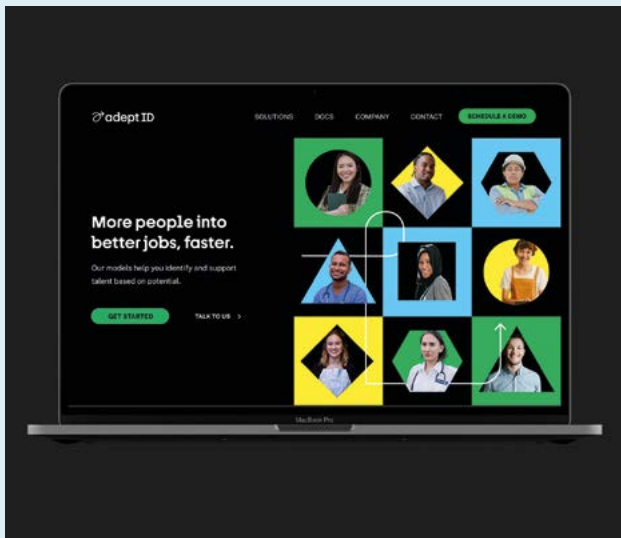 adept ID
SOLUTIONS DOCS COMPANY CONTACT SCHEDULE A DEMO
More people into
better jobs, faster.
Our models help you identify and support
talent based on potential.
GET STARTED TALK TO US >
MacBook Pro